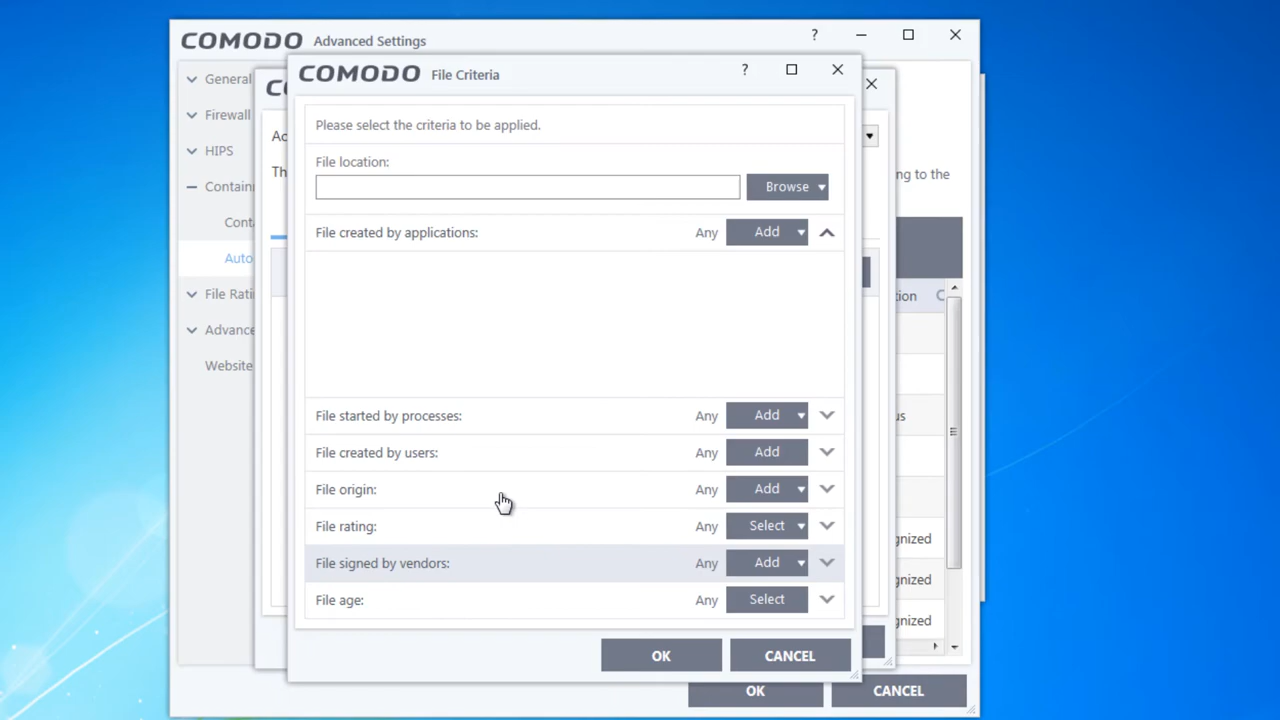 COMODO Advanced Settings
?
COMODO File Criteria
?
General
Firewall
HIPS
Contain
Cont
Auto
File Rati
Advance
Website
Ac
Th
Please select the criteria to be applied.
File location:
Browse
File created by applications: Any Add
File started by processes: Any Add
File created by users: Any Add
File origin: Any Add
File rating: Any Select
File signed by vendors: Any Add
File age: Any Select
OK CANCEL
ng to the
tion C
us
gnized
gnized
gnized
OK CANCEL